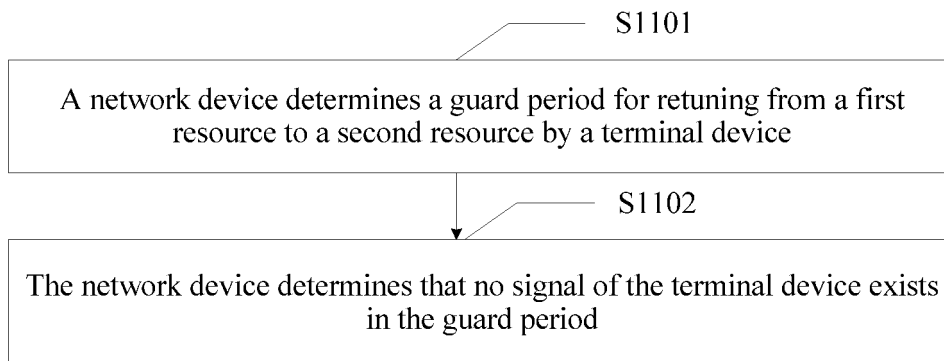 S1101
A network device determines a guard period for retuning from a first
resource to a second resource by a terminal device
S1102
The network device determines that no signal of the terminal device exists
in the guard period